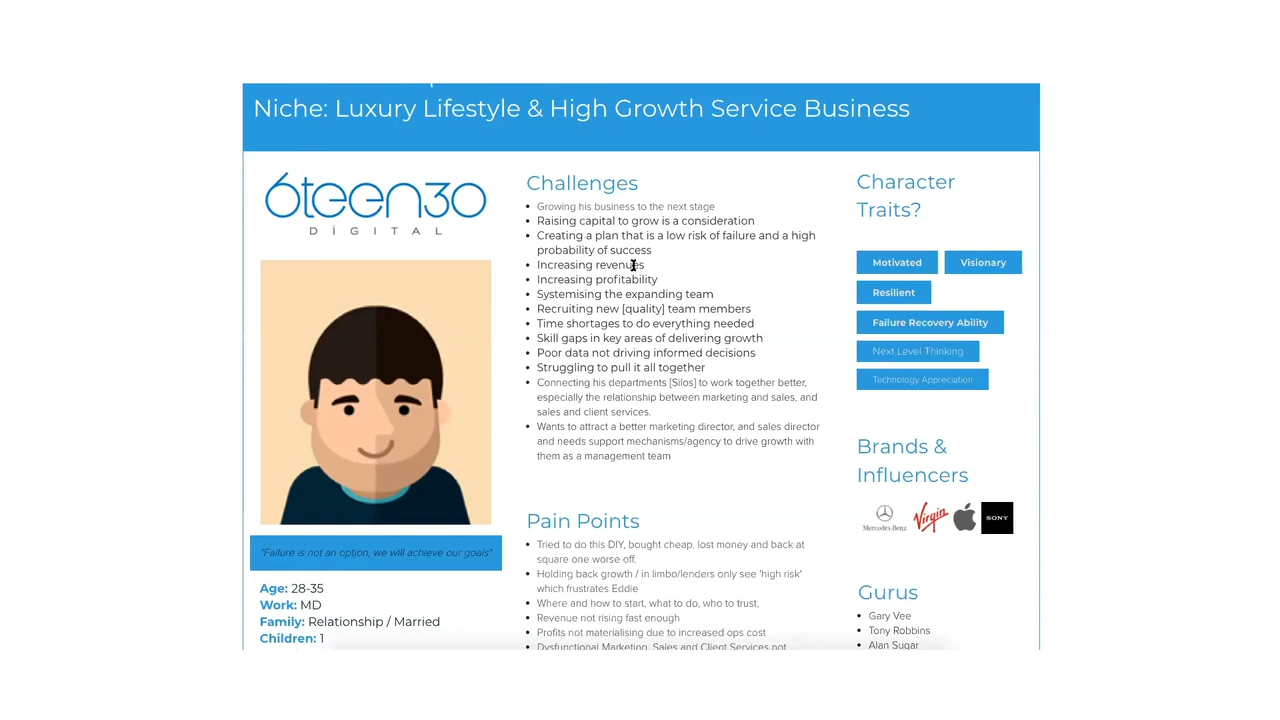 Niche: Luxury Lifestyle & High Growth Service Business
6teen30
DIGITAL
"Failure is not an option, we will achieve our goals"
Age: 28-35
Work: MD
Family: Relationship / Married
Children: 1
Challenges
Growing his business to the next stage
Raising capital to grow is a consideration
Creating a plan that is a low risk of failure and a high
probability of success
Increasing revenues
Increasing profitability
Systemising the expanding team
Recruiting new [quality] team members
Time shortages to do everything needed
Skill gaps in key areas of delivering growth
Poor data not driving informed decisions
Struggling to pull it all together
Connecting his departments [Silos] to work together better,
especially the relationship between marketing and sales, and
sales and client services.
Wants to attract a better marketing director, and sales director
and needs support mechanisms/agency to drive growth with
them as a management team
Pain Points
Tried to do this DIY, bought cheap, lost money and back at
square one worse off.
Holding back growth / in limbo/lenders only see 'high risk'
which frustrates Eddie
Where and how to start, what to do, who to trust,
Revenue not rising fast enough
Profits not materialising due to increased ops cost
Dysfunctional Marketing, Sales and Client Services not
Character
Traits?
Motivated
Visionary
Resilient
Failure Recovery Ability
Next Level Thinking
Technology Appreciation
Brands &
Influencers
Mercedes-Benz
Virgin
SONY
Gurus
Gary Vee
Tony Robbins
Alan Sugar